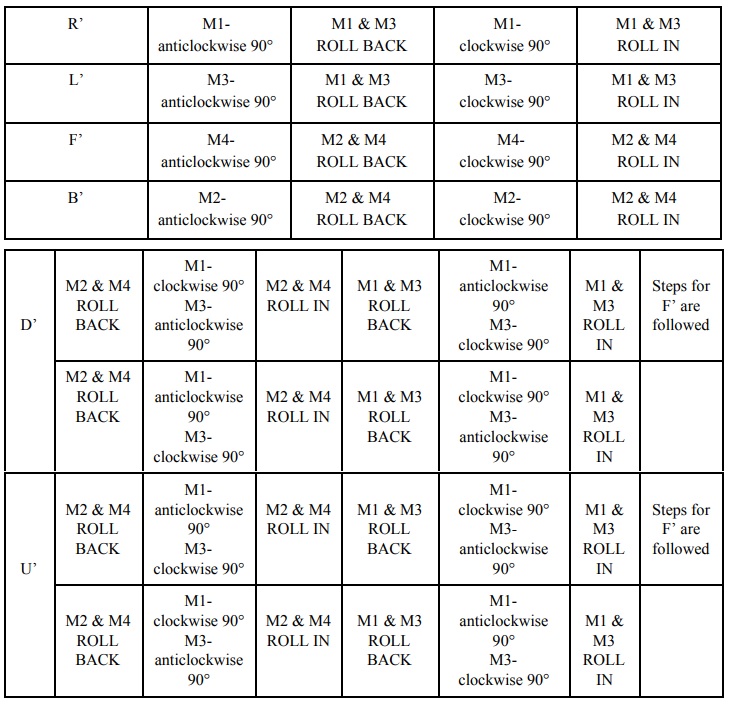 R’
M1-
anticlockwise 90°
M1 & M3
ROLL BACK
M1-
clockwise 90°
M1 & M3
ROLL IN
L’
M3-
anticlockwise 90°
M1 & M3
ROLL BACK
M3-
clockwise 90°
M1 & M3
ROLL IN
F’
M4-
anticlockwise 90°
M2 & M4
ROLL BACK
M4-
clockwise 90°
M2 & M4
ROLL IN
B’
M2-
anticlockwise 90°
M2 & M4
ROLL BACK
M2-
clockwise 90°
M2 & M4
ROLL IN
D’
M2 & M4
ROLL
BACK
M1-
clockwise 90°
M3-
anticlockwise
90°
M2 & M4
ROLL IN
M1 & M3
ROLL
BACK
M1-
anticlockwise
90°
M3-
clockwise 90°
M1 &
M3
ROLL
IN
Steps for
F’ are
followed
M2 & M4
ROLL
BACK
M1-
anticlockwise
90°
M3-
clockwise 90°
M2 & M4
ROLL IN
M1 & M3
ROLL
BACK
M1-
clockwise 90°
M3-
anticlockwise
90°
M1 &
M3
ROLL
IN
U’
M2 & M4
ROLL
BACK
M1-
anticlockwise
90°
M3-
clockwise 90°
M2 & M4
ROLL IN
M1 & M3
ROLL
BACK
M1-
clockwise 90°
M3-
anticlockwise
90°
M1 &
M3
ROLL
IN
Steps for
F’ are
followed
M2 & M4
ROLL
BACK
M1-
clockwise 90°
M3-
anticlockwise
90°
M2 & M4
ROLL IN
M1 & M3
ROLL
BACK
M1-
anticlockwise
90°
M3-
clockwise 90°
M1 &
M3
ROLL
IN